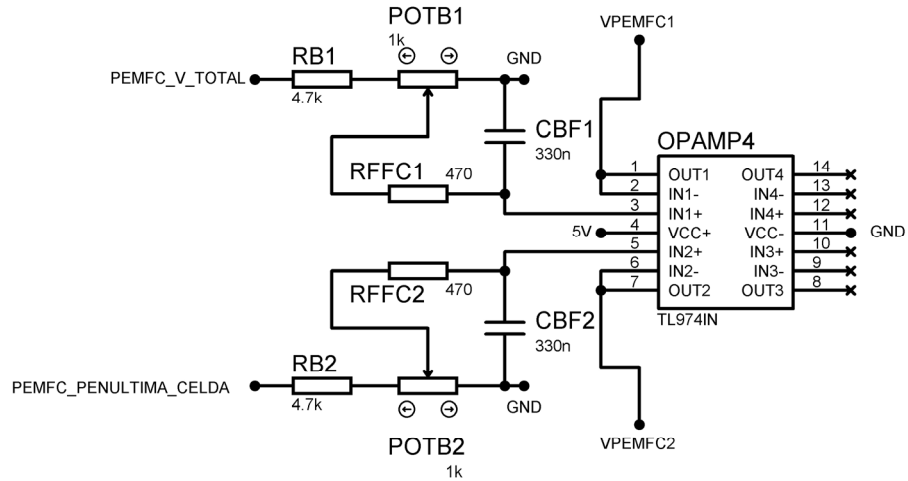 POTB1
1k
VPEMFC1
RB1
GND
PEMFC_V_TOTAL
4.7k
CBF1
330n
OPAMP4
RFFC1
470
1 OUT1 OUT4 14
2 IN1- IN4- 13
3 IN1+ IN4+ 12
5V 4 VCC+ VCC- 11 GND
5 IN2+ IN3+ 10
6 IN2- IN3- 9
7 OUT2 OUT3 8
TL974IN
RFFC2
470
CBF2
330n
RB2
PEMFC_PENULTIMA_CELDA
4.7k
GND
VPEMFC2
POTB2
1k